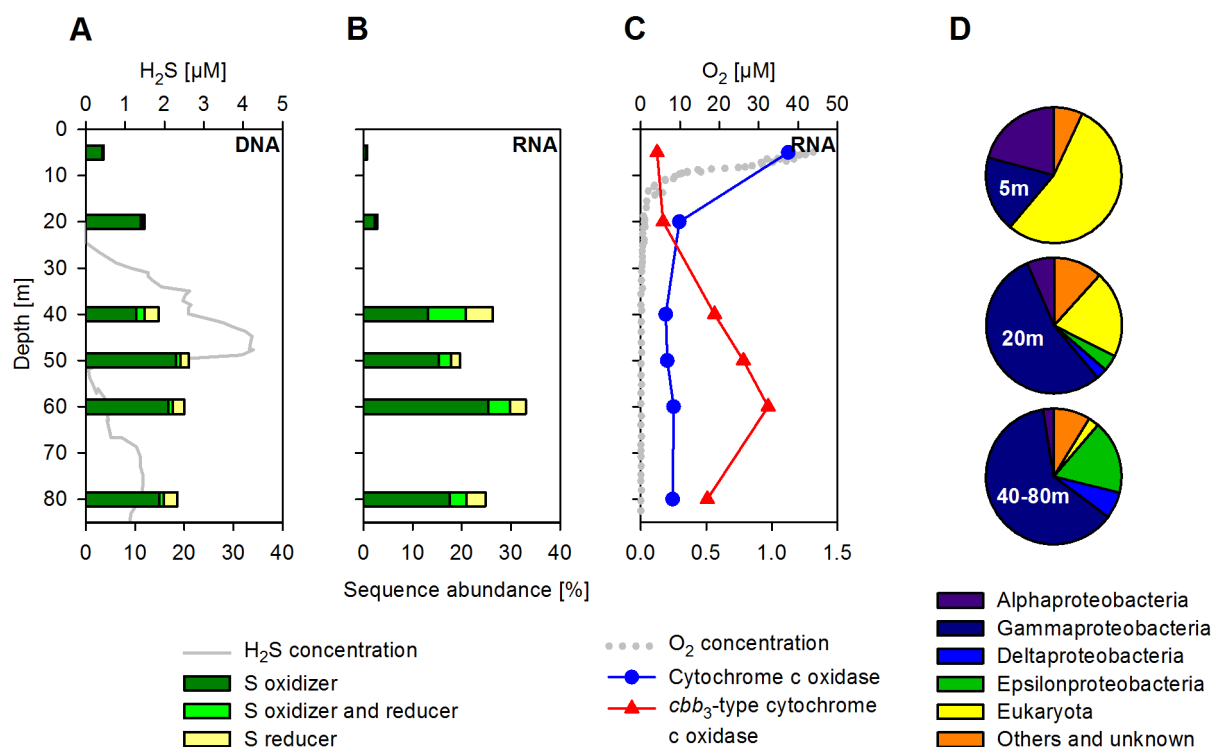 A
B
C
D
H₂S [µM]
O₂ [µM]
0 1 2 3 4 5
0 10 20 30 40 50
DNA
RNA
RNA
0
10
20
30
40
50
60
70
80
Depth [m]
0 10 20 30 40
0 10 20 30 40
0.0 0.5 1.0 1.5
Sequence abundance [%]
5m
20m
40-80m
H₂S concentration
S oxidizer
S oxidizer and reducer
S reducer
O₂ concentration
Cytochrome c oxidase
cbb₃-type cytochrome
c oxidase
Alphaproteobacteria
Gammaproteobacteria
Deltaproteobacteria
Epsilonproteobacteria
Eukaryota
Others and unknown